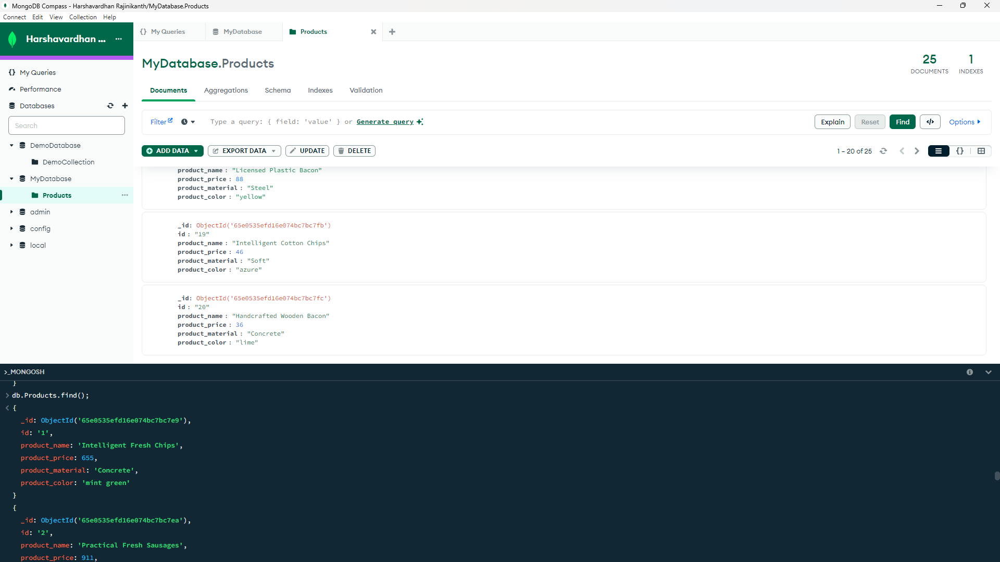 MongoDB Compass - Harshavardhan Rajinikanth/MyDatabase.Products
Connect Edit View Collection Help
Harshavardhan ... ···
{} My Queries
MyDatabase
Products
MyDatabase.Products
25
DOCUMENTS
1
INDEXES
{} My Queries
Performance
Databases
Search
DemoDatabase
DemoCollection
MyDatabase
Products ···
admin
config
local
Documents Aggregations Schema Indexes Validation
Filter Type a query: { field: 'value' } or Generate query
Explain Reset Find </> Options
ADD DATA EXPORT DATA UPDATE DELETE
1 – 20 of 25 {}
product_name : "Licensed Plastic Bacon"
product_price : 88
product_material : "Steel"
product_color : "yellow"
_id: ObjectId('65e0535efd16e074bc7bc7fb')
id : "19"
product_name : "Intelligent Cotton Chips"
product_price : 46
product_material : "Soft"
product_color : "azure"
_id: ObjectId('65e0535efd16e074bc7bc7fc')
id : "20"
product_name : "Handcrafted Wooden Bacon"
product_price : 36
product_material : "Concrete"
product_color : "lime"
>_MONGOSH
}
> db.Products.find();
< {
_id: ObjectId('65e0535efd16e074bc7bc7e9'),
id: '1',
product_name: 'Intelligent Fresh Chips',
product_price: 655,
product_material: 'Concrete',
product_color: 'mint green'
}
{
_id: ObjectId('65e0535efd16e074bc7bc7ea'),
id: '2',
product_name: 'Practical Fresh Sausages',
product_price: 911,